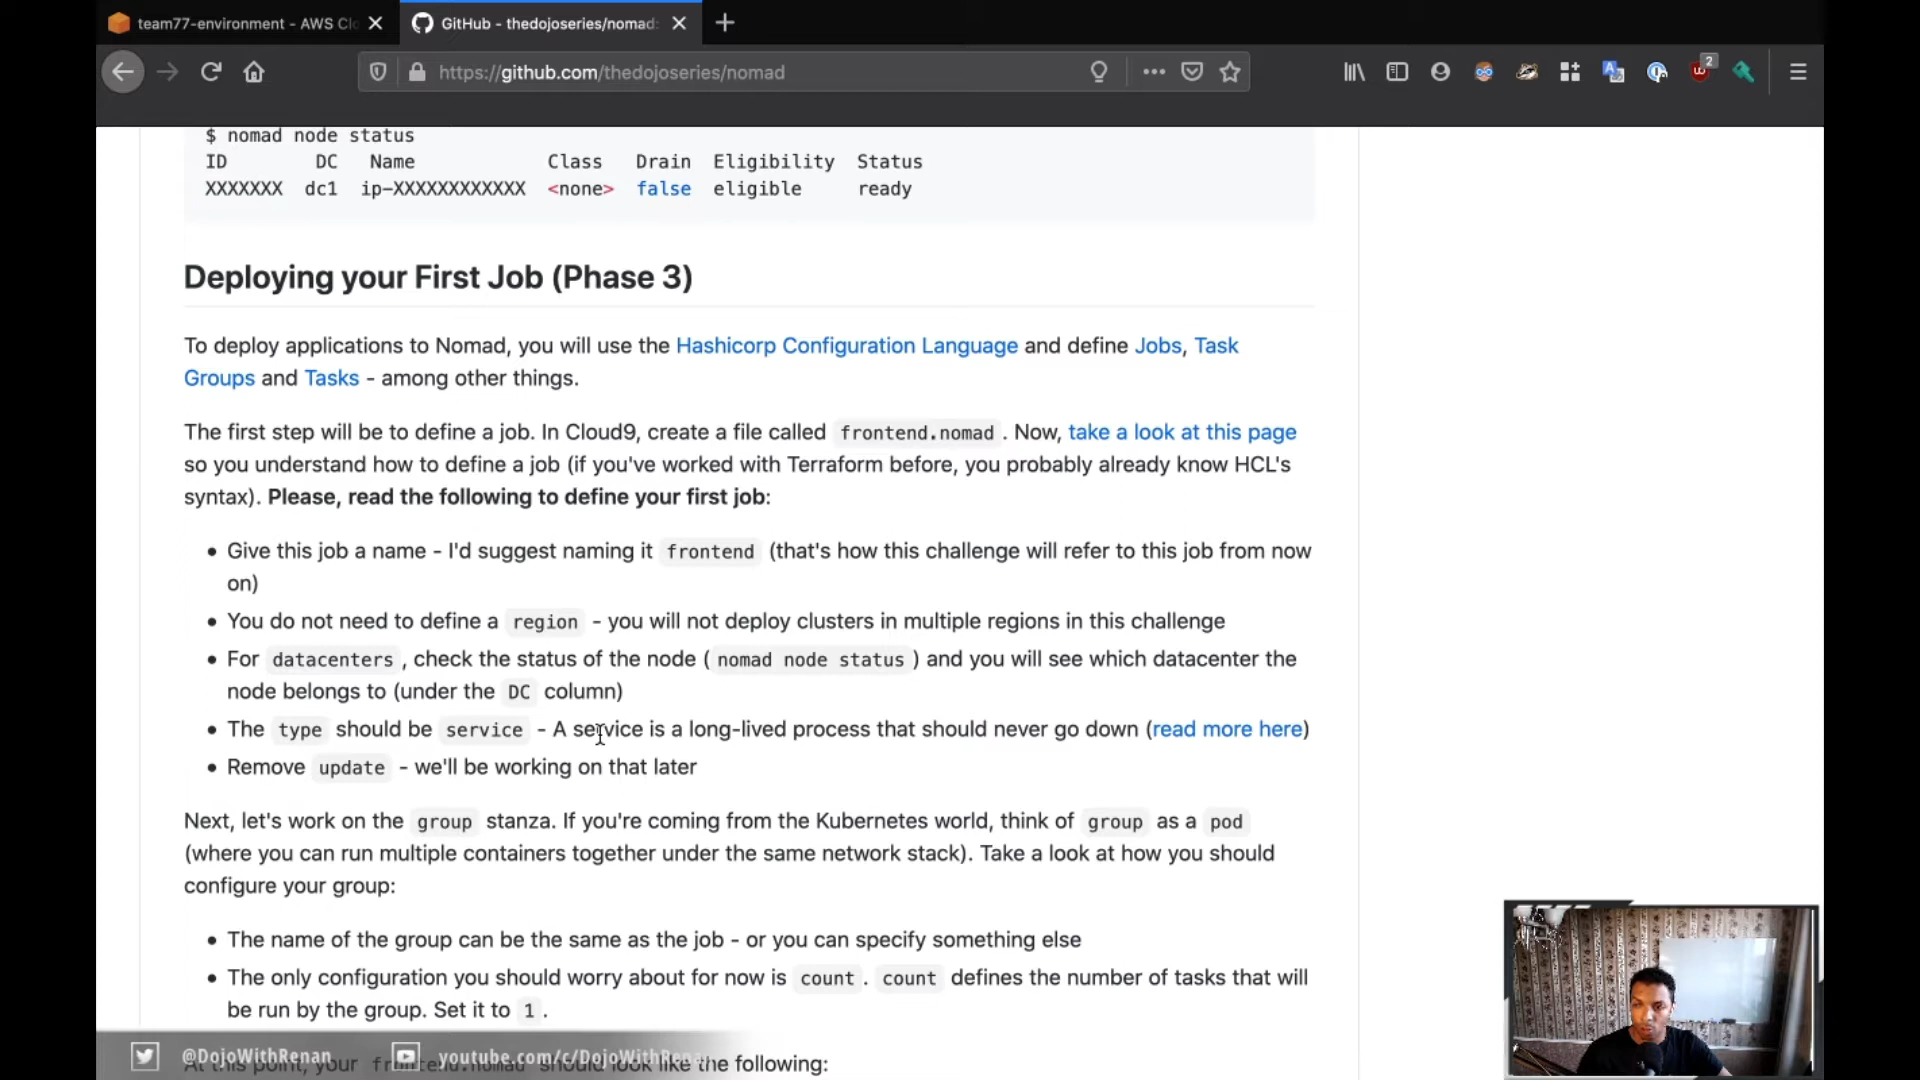 team77-environment - AWS Clo
GitHub - thedojoseries/nomad:
https://github.com/thedojoseries/nomad
2
$ nomad node status
ID DC Name Class Drain Eligibility Status
XXXXXXX dc1 ip-XXXXXXXXXXXX <none> false eligible ready
Deploying your First Job (Phase 3)
To deploy applications to Nomad, you will use the Hashicorp Configuration Language and define Jobs, Task
Groups and Tasks - among other things.
The first step will be to define a job. In Cloud9, create a file called frontend.nomad . Now, take a look at this page
so you understand how to define a job (if you've worked with Terraform before, you probably already know HCL's
syntax). Please, read the following to define your first job:
• Give this job a name - I'd suggest naming it frontend (that's how this challenge will refer to this job from now
on)
• You do not need to define a region - you will not deploy clusters in multiple regions in this challenge
• For datacenters , check the status of the node ( nomad node status ) and you will see which datacenter the
node belongs to (under the DC column)
• The type should be service - A service is a long-lived process that should never go down (read more here)
• Remove update - we'll be working on that later
Next, let's work on the group stanza. If you're coming from the Kubernetes world, think of group as a pod
(where you can run multiple containers together under the same network stack). Take a look at how you should
configure your group:
• The name of the group can be the same as the job - or you can specify something else
• The only configuration you should worry about for now is count . count defines the number of tasks that will
be run by the group. Set it to 1 .
@DojoWithRenan youtube.com/c/DojoWithRenan
At this point, your frontend.nomad should look like the following: